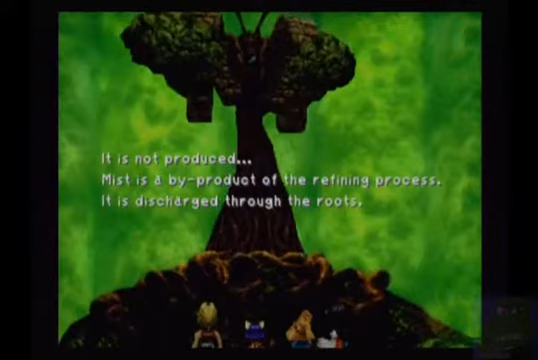 It is not produced...
Mist is a by-product of the refining process.
It is discharged through the roots.